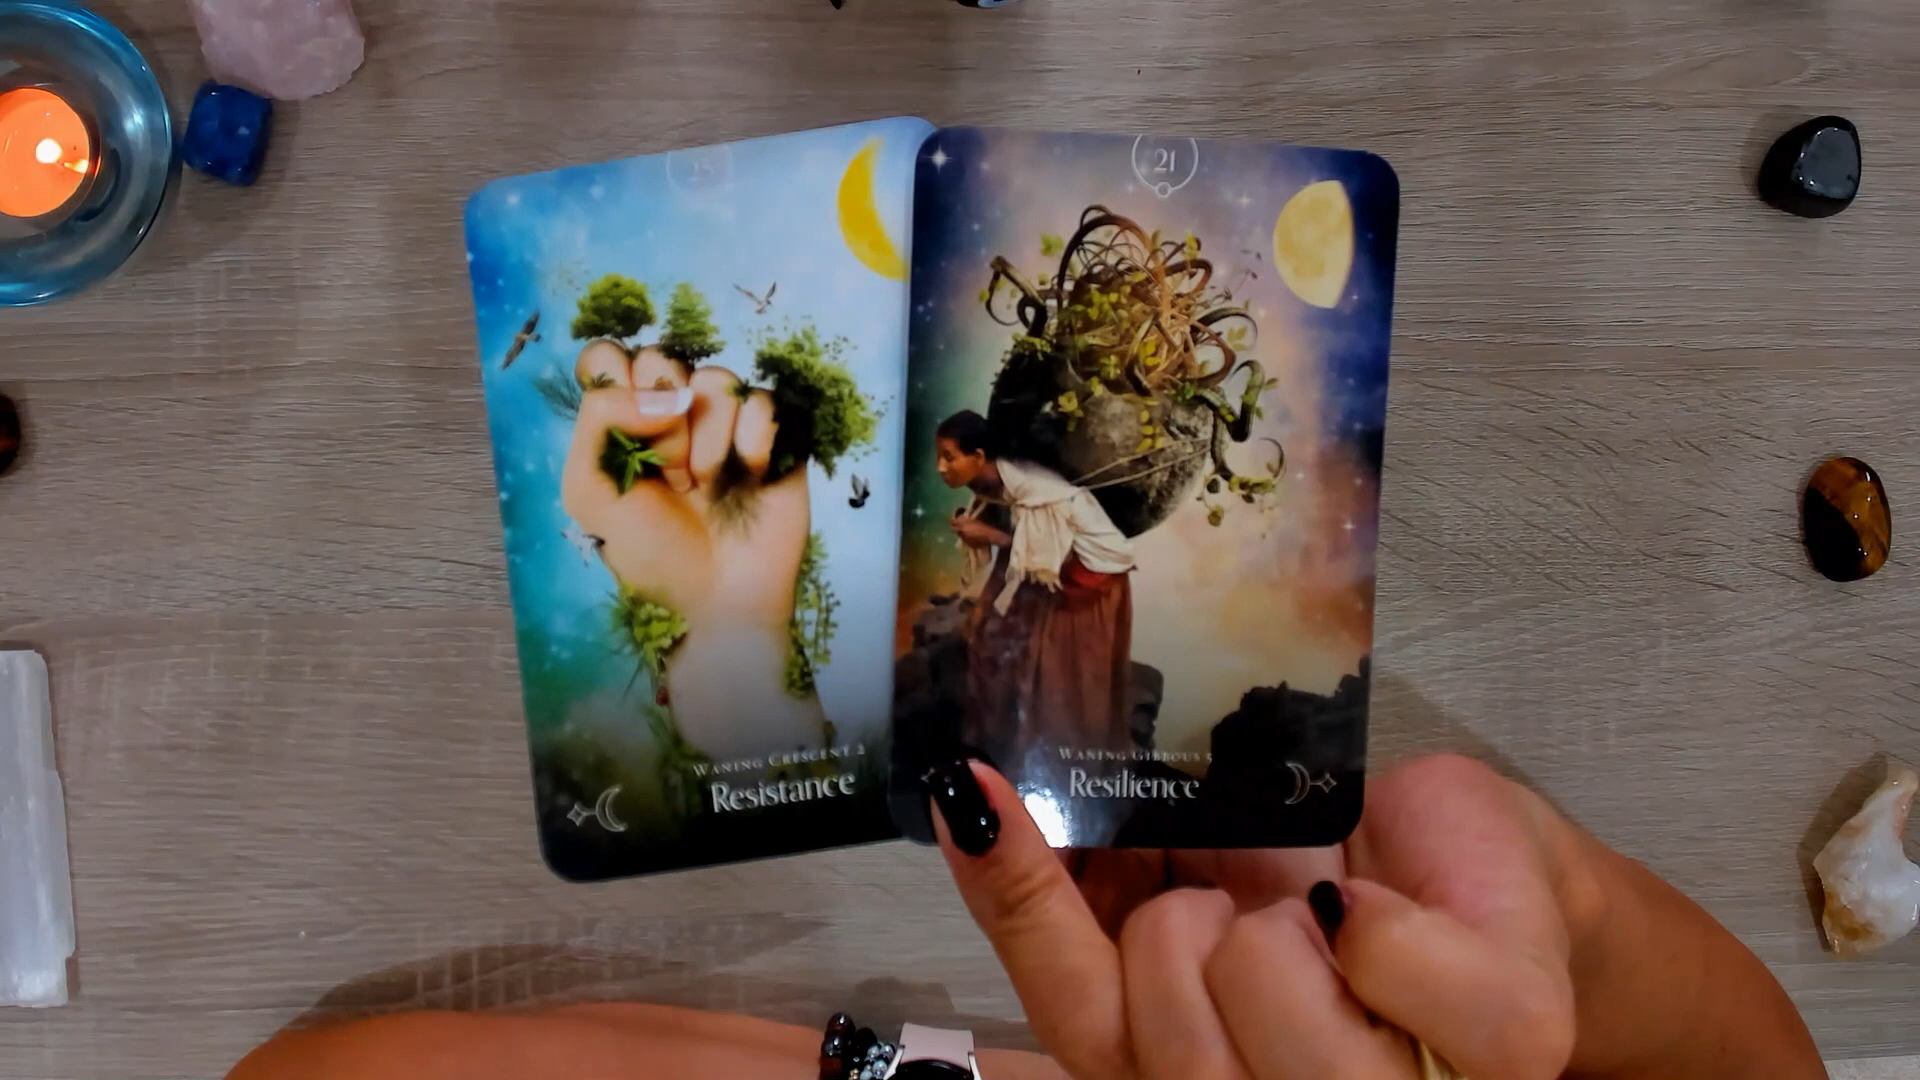 25
WANING CRESCENT 2
Resistance
21
WANING GIBBOUS 5
Resilience